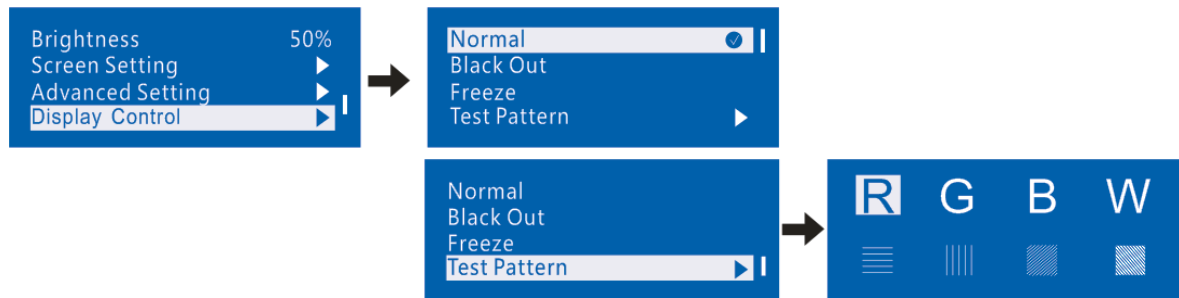 Brightness 50%
Screen Setting
Advanced Setting
Display Control
Normal
Black Out
Freeze
Test Pattern
Normal
Black Out
Freeze
Test Pattern
R G B W